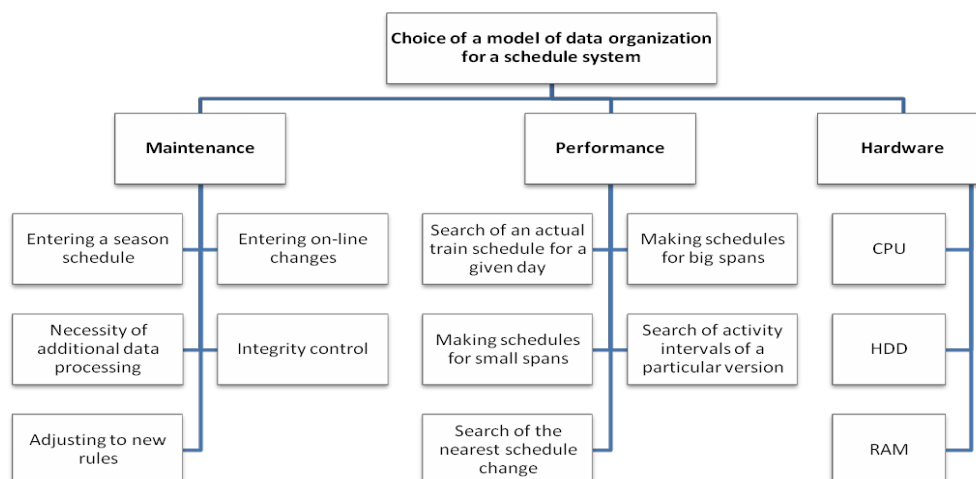 Choice of a model of data organization
for a schedule system
Maintenance
Performance
Hardware
Entering a season
schedule
Entering on-line
changes
Necessity of
additional data
processing
Integrity control
Adjusting to new
rules
Search of an actual
train schedule for a
given day
Making schedules
for big spans
Making schedules
for small spans
Search of activity
intervals of a
particular version
Search of the
nearest schedule
change
CPU
HDD
RAM